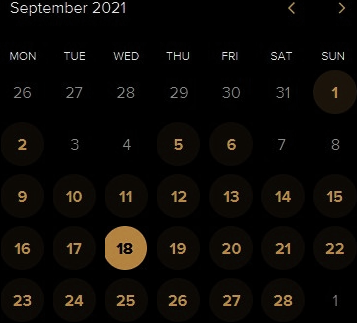 September 2021
MON TUE WED THU FRI SAT SUN
26 27 28 29 30 31 1
2 3 4 5 6 7 8
9 10 11 12 13 14 15
16 17 18 19 20 21 22
23 24 25 26 27 28 1